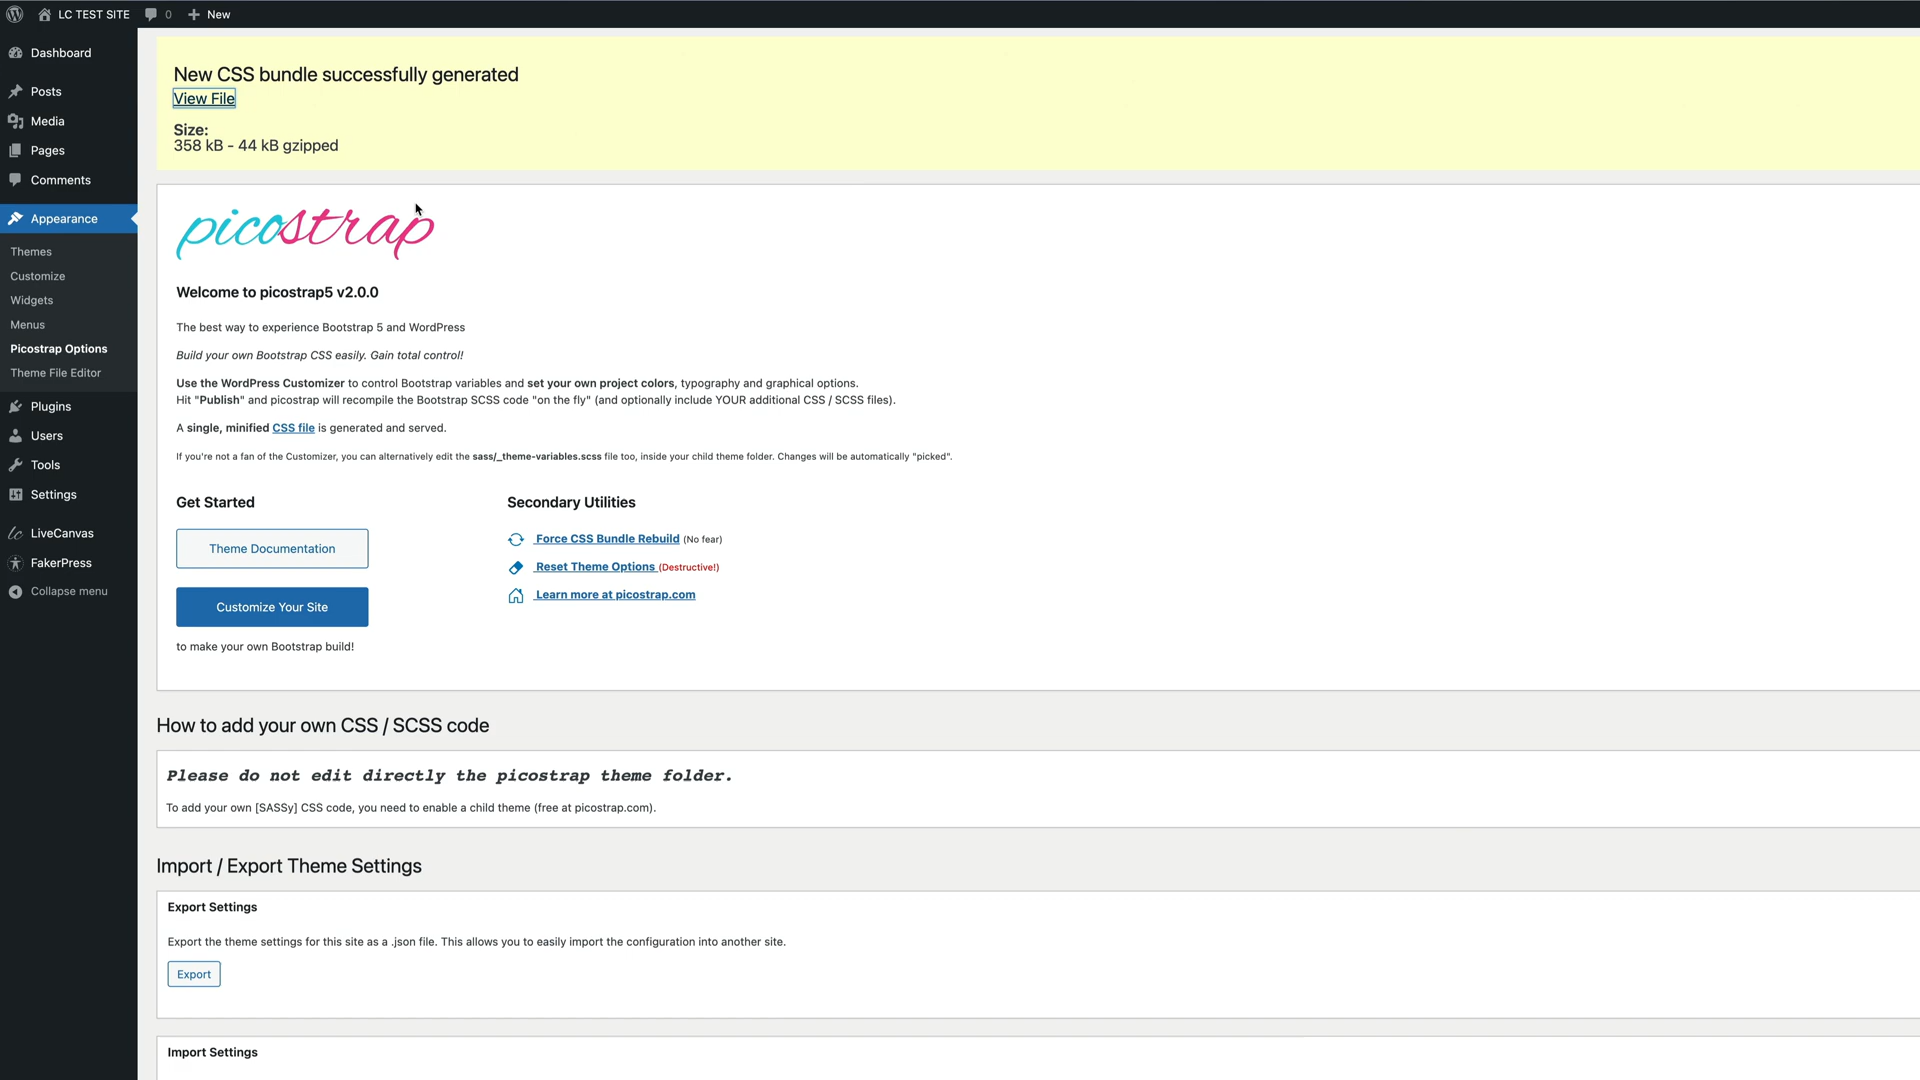 LC TEST SITE
0
New
Dashboard
Posts
Media
Pages
Comments
Appearance
Themes
Customize
Widgets
Menus
Picostrap Options
Theme File Editor
Plugins
Users
Tools
Settings
LiveCanvas
FakerPress
Collapse menu
New CSS bundle successfully generated
View File
Size:
358 kB - 44 kB gzipped
picostrap
Welcome to picostrap5 v2.0.0
The best way to experience Bootstrap 5 and WordPress
Build your own Bootstrap CSS easily. Gain total control!
Use the WordPress Customizer to control Bootstrap variables and set your own project colors, typography and graphical options.
Hit "Publish" and picostrap will recompile the Bootstrap SCSS code "on the fly" (and optionally include YOUR additional CSS / SCSS files).
A single, minified CSS file is generated and served.
If you're not a fan of the Customizer, you can alternatively edit the sass/_theme-variables.scss file too, inside your child theme folder. Changes will be automatically "picked".
Get Started
Theme Documentation
Customize Your Site
to make your own Bootstrap build!
Secondary Utilities
Force CSS Bundle Rebuild (No fear)
Reset Theme Options (Destructive!)
Learn more at picostrap.com
How to add your own CSS / SCSS code
Please do not edit directly the picostrap theme folder.
To add your own [SASSy] CSS code, you need to enable a child theme (free at picostrap.com).
Import / Export Theme Settings
Export Settings
Export the theme settings for this site as a .json file. This allows you to easily import the configuration into another site.
Export
Import Settings